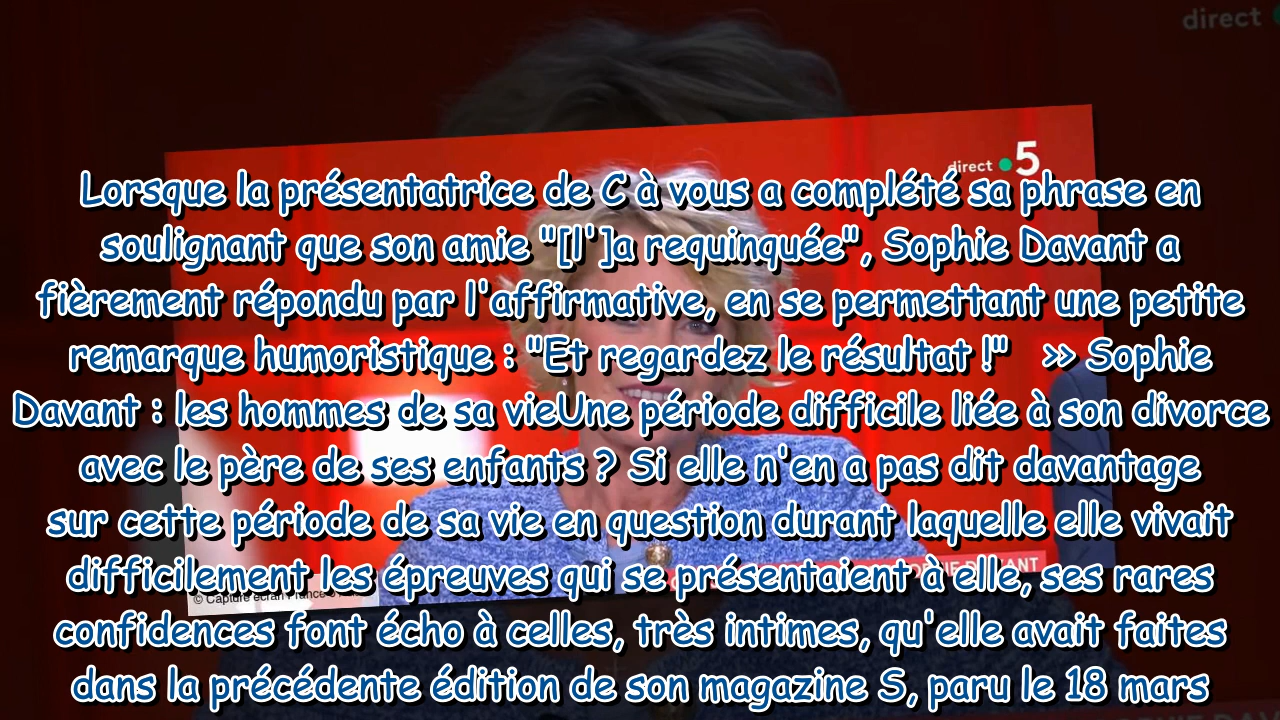 direct
direct 5
Lorsque la présentatrice de C à vous a complété sa phrase en
soulignant que son amie "[l']a requinquée", Sophie Davant a
fièrement répondu par l'affirmative, en se permettant une petite
remarque humoristique : "Et regardez le résultat !" >> Sophie
Davant : les hommes de sa vieUne période difficile liée à son divorce
avec le père de ses enfants ? Si elle n'en a pas dit davantage
sur cette période de sa vie en question durant laquelle elle vivait
difficilement les épreuves qui se présentaient à elle, ses rares
confidences font écho à celles, très intimes, qu'elle avait faites
dans la précédente édition de son magazine S, paru le 18 mars
© Capture écran France 5